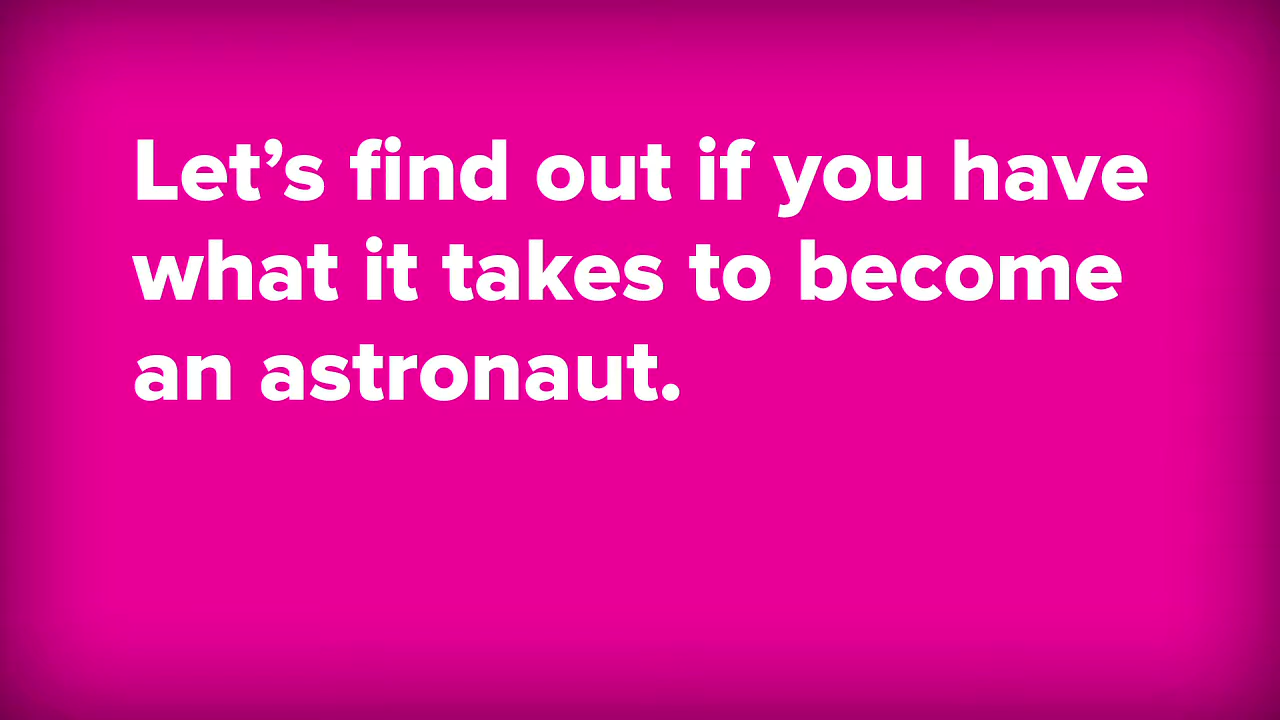 Let’s find out if you have
what it takes to become
an astronaut.